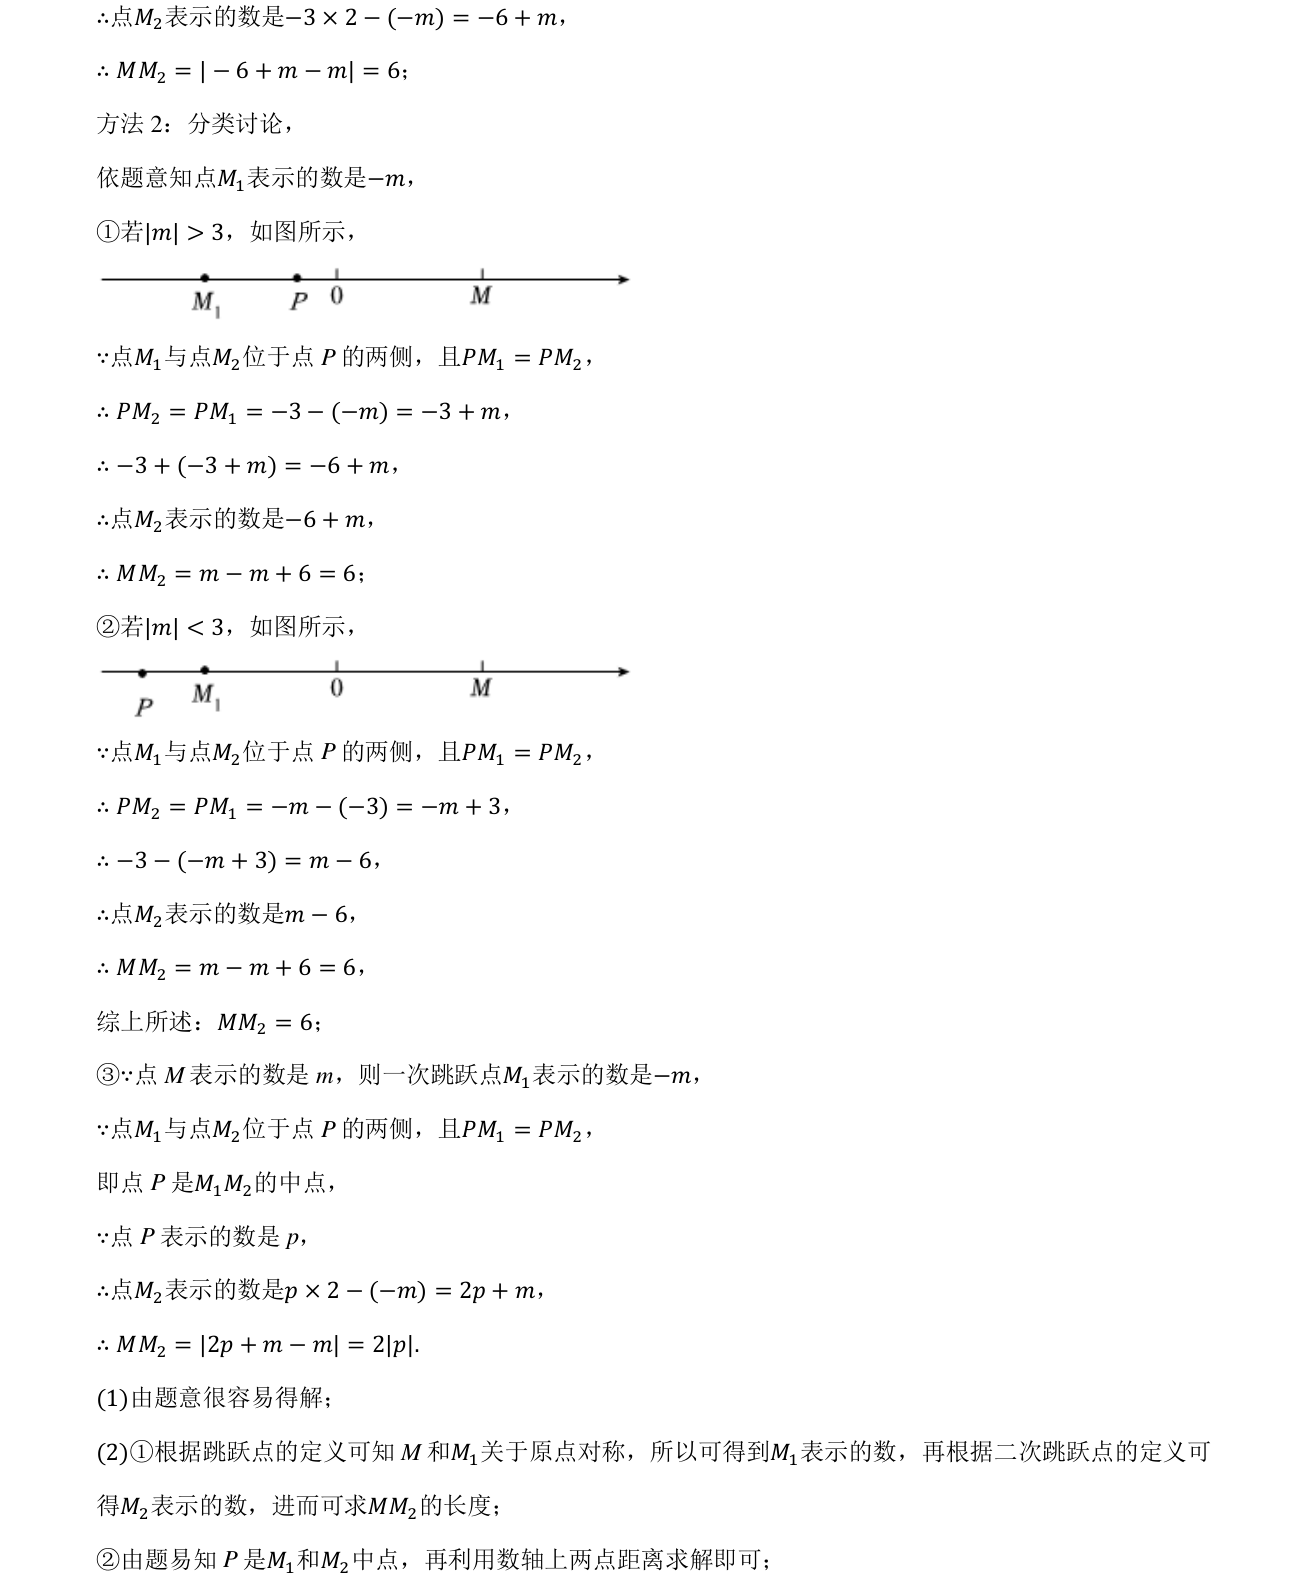 ∴点M₂表示的数是−3 × 2 − (−m) = −6 + m，
∴ MM₂ = | − 6 + m − m| = 6；
方法 2：分类讨论，
依题意知点M₁表示的数是−m，
①若|m| > 3，如图所示，
M₁ P 0 M
∵点M₁与点M₂位于点 P 的两侧，且PM₁ = PM₂，
∴ PM₂ = PM₁ = −3 − (−m) = −3 + m，
∴ −3 + (−3 + m) = −6 + m，
∴点M₂表示的数是−6 + m，
∴ MM₂ = m − m + 6 = 6；
②若|m| < 3，如图所示，
P M₁ 0 M
∵点M₁与点M₂位于点 P 的两侧，且PM₁ = PM₂，
∴ PM₂ = PM₁ = −m − (−3) = −m + 3，
∴ −3 − (−m + 3) = m − 6，
∴点M₂表示的数是m − 6，
∴ MM₂ = m − m + 6 = 6，
综上所述：MM₂ = 6；
③∵点 M 表示的数是 m，则一次跳跃点M₁表示的数是−m，
∵点M₁与点M₂位于点 P 的两侧，且PM₁ = PM₂，
即点 P 是M₁M₂的中点，
∵点 P 表示的数是 p，
∴点M₂表示的数是p × 2 − (−m) = 2p + m，
∴ MM₂ = |2p + m − m| = 2|p|.
(1)由题意很容易得解；
(2)①根据跳跃点的定义可知 M 和M₁关于原点对称，所以可得到M₁表示的数，再根据二次跳跃点的定义可
得M₂表示的数，进而可求MM₂的长度；
②由题易知 P 是M₁和M₂中点，再利用数轴上两点距离求解即可；